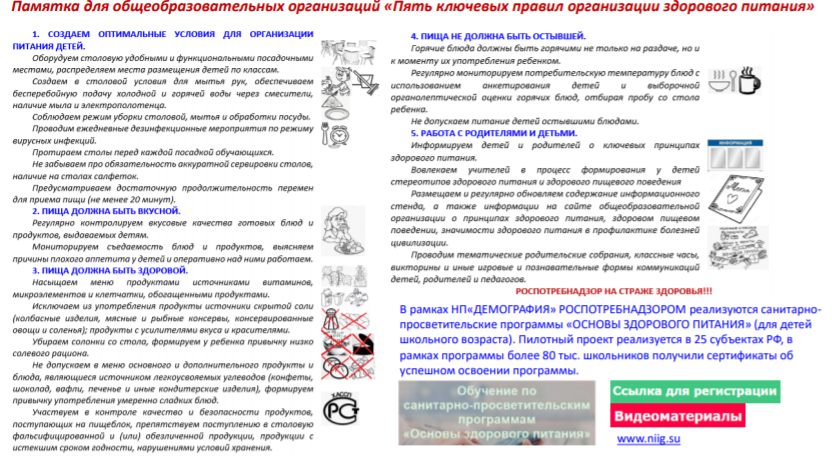 Памятка для общеобразовательных организаций «Пять ключевых правил организации здорового питания»
1. СОЗДАЕМ ОПТИМАЛЬНЫЕ УСЛОВИЯ ДЛЯ ОРГАНИЗАЦИИ
ПИТАНИЯ ДЕТЕЙ.
Оборудуем столовую удобными и функциональными посадочными
местами, распределяем места размещения детей по классам.
Создаем в столовой условия для мытья рук, обеспечиваем
бесперебойную подачу холодной и горячей воды через смесители,
наличие мыла и электрополотенца.
Соблюдаем режим уборки столовой, мытья и обработки посуды.
Проводим ежедневные дезинфекционные мероприятия по режиму
вирусных инфекций.
Протираем столы перед каждой посадкой обучающихся.
Не забываем про обязательность аккуратной сервировки столов,
наличие на столах салфеток.
Предусматриваем достаточную продолжительность перемен
для приема пищи (не менее 20 минут).
2. ПИЩА ДОЛЖНА БЫТЬ ВКУСНОЙ.
Регулярно контролируем вкусовые качества готовых блюд и
продуктов, выдаваемых детям.
Мониторируем съедаемость блюд и продуктов, выясняем
причины плохого аппетита у детей и оперативно над ними работаем.
3. ПИЩА ДОЛЖНА БЫТЬ ЗДОРОВОЙ.
Насыщаем меню продуктами источниками витаминов,
микроэлементов и клетчатки, обогащенными продуктами.
Исключаем из употребления продукты источники скрытой соли
(колбасные изделия, мясные и рыбные консервы, консервированные
овощи и соленья); продукты с усилителями вкуса и красителями.
Убираем солонки со стола, формируем у ребенка привычку низко
солевого рациона.
Не допускаем в меню основного и дополнительного продукты и
блюда, являющиеся источником легкоусвояемых углеводов (конфеты,
шоколад, вафли, печенье и иные кондитерские изделия), формируем
привычку употребления умеренно сладких блюд.
Участвуем в контроле качество и безопасности продуктов,
поступающих на пищеблок, препятствуем поступлению в столовую
фальсифицированной и (или) обезличенной продукции, продукции с
истекшим сроком годности, нарушениями условий хранения.
4. ПИЩА НЕ ДОЛЖНА БЫТЬ ОСТЫВШЕЙ.
Горячие блюда должны быть горячими не только на раздаче, но и
к моменту их употребления ребенком.
Регулярно мониторируем потребительскую температуру блюд с
использованием анкетирования детей и выборочной
органолептической оценки горячих блюд, отбирая пробу со стола
ребенка.
Не допускаем питание детей остывшими блюдами.
5. РАБОТА С РОДИТЕЛЯМИ И ДЕТЬМИ.
Информируем детей и родителей о ключевых принципах
здорового питания.
Вовлекаем учителей в процесс формирования у детей
стереотипов здорового питания и здорового пищевого поведения
Размещаем и регулярно обновляем содержание информационного
стенда, а также информации на сайте общеобразовательной
организации о принципах здорового питания, здоровом пищевом
поведении, значимости здорового питания в профилактике болезней
цивилизации.
Проводим тематические родительские собрания, классные часы,
викторины и иные игровые и познавательные формы коммуникаций
детей, родителей и педагогов.
РОСПОТРЕБНАДЗОР НА СТРАЖЕ ЗДОРОВЬЯ!!!
В рамках НП«ДЕМОГРАФИЯ» РОСПОТРЕБНАДЗОРОМ реализуются санитарно-
просветительские программы «ОСНОВЫ ЗДОРОВОГО ПИТАНИЯ» (для детей
школьного возраста). Пилотный проект реализуется в 25 субъектах РФ, в
рамках программы более 80 тыс. школьников получили сертификаты об
успешном освоении программы.
Обучение по
санитарно-просветительским
программам
«Основы здорового питания»
Ссылка для регистрации
Видеоматериалы
www.niig.su
ИНФОРМАЦИЯ
Menu